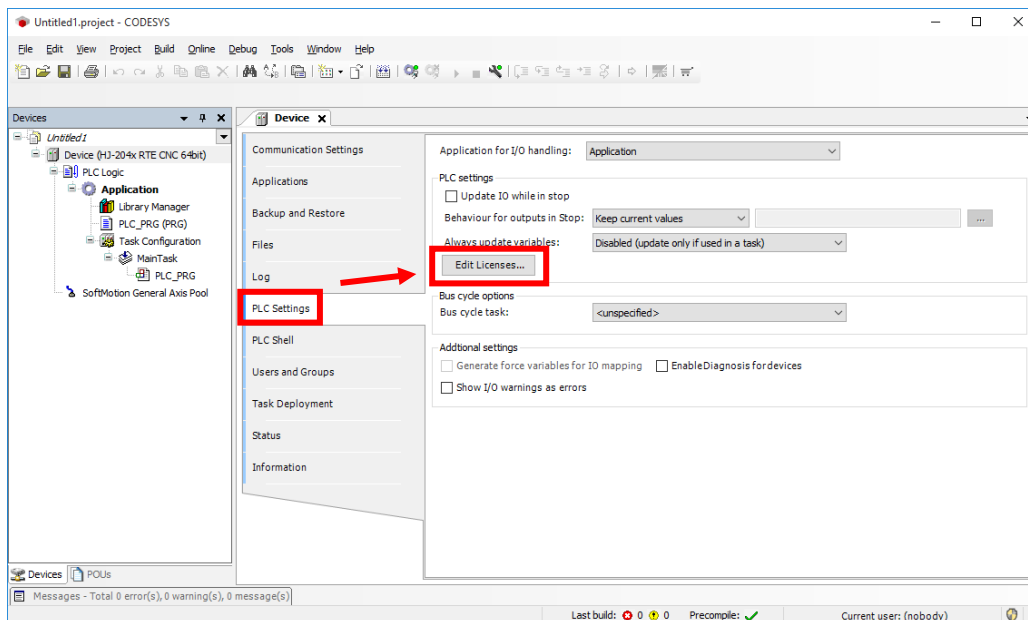 Untitled1.project - CODESYS
File Edit View Project Build Online Debug Tools Window Help
Devices
Untitled1
Device (HJ-204x RTE CNC 64bit)
PLC Logic
Application
Library Manager
PLC_PRG (PRG)
Task Configuration
MainTask
PLC_PRG
SoftMotion General Axis Pool
Devices POUs
Device
Communication Settings
Applications
Backup and Restore
Files
Log
PLC Settings
PLC Shell
Users and Groups
Task Deployment
Status
Information
Application for I/O handling: Application
PLC settings
Update IO while in stop
Behaviour for outputs in Stop: Keep current values ...
Always update variables: Disabled (update only if used in a task)
Edit Licenses...
Bus cycle options
Bus cycle task: <unspecified>
Addtional settings
Generate force variables for IO mapping Enable Diagnosis for devices
Show I/O warnings as errors
Messages - Total 0 error(s), 0 warning(s), 0 message(s)
Last build: 0 0 Precompile: Current user: (nobody)